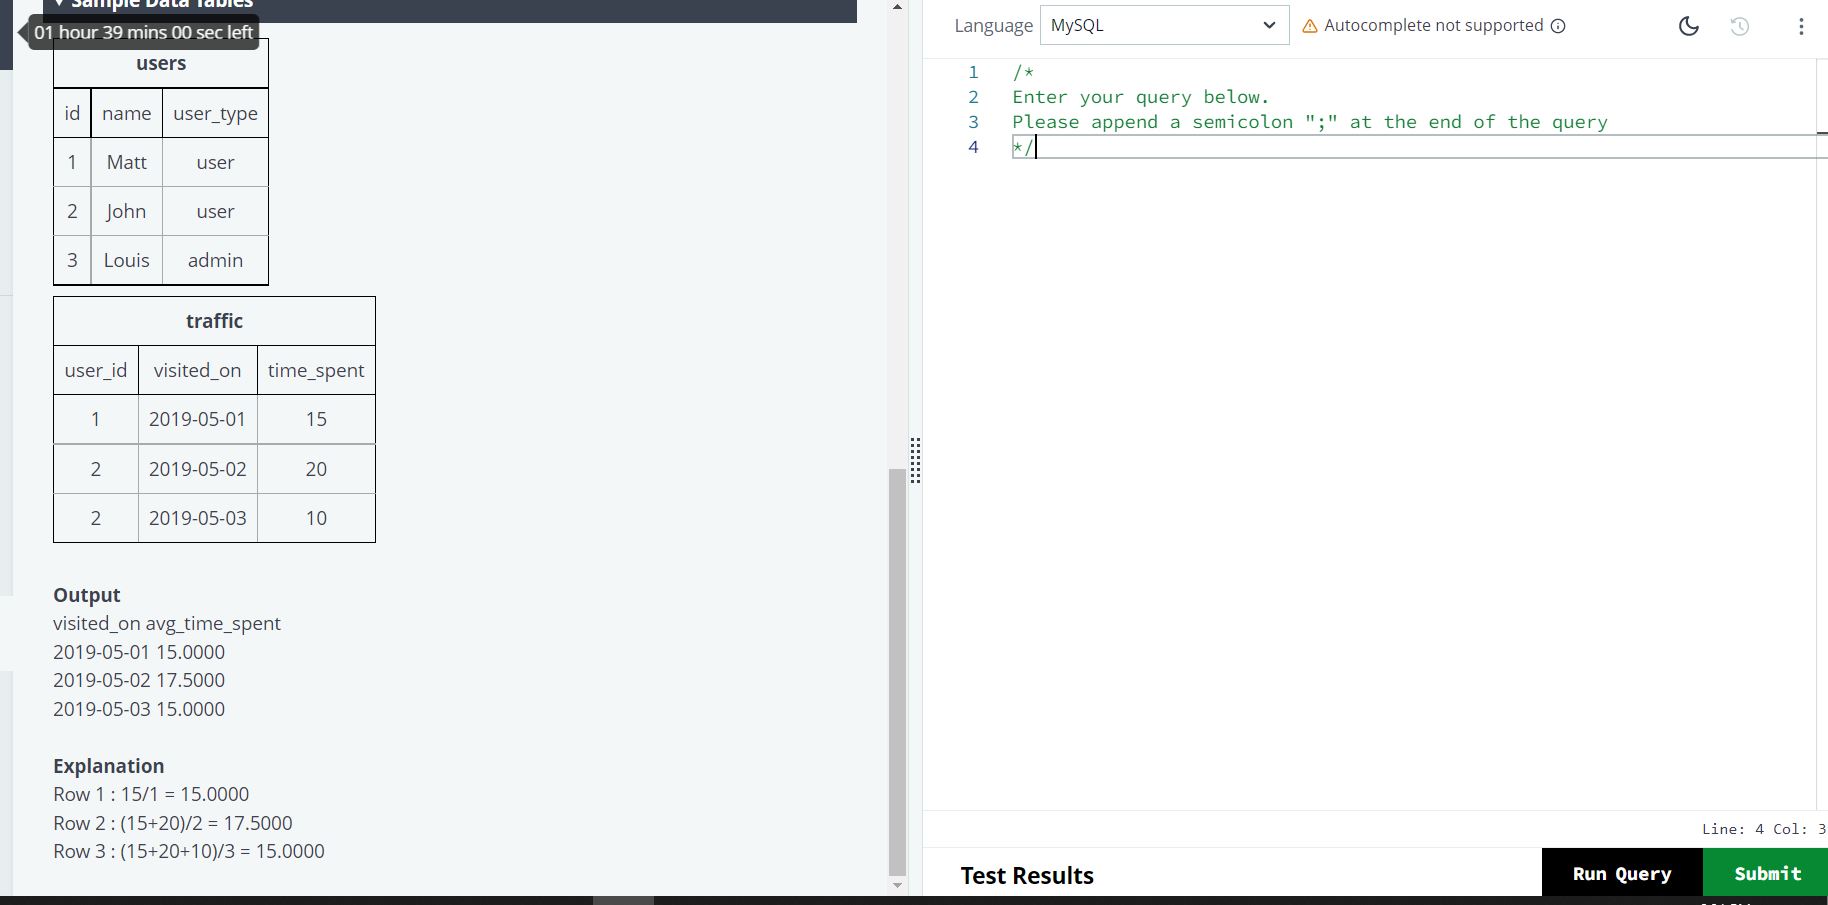 Sample Data Tables
01 hour 39 mins 00 sec left
users
id name user_type
1 Matt user
2 John user
3 Louis admin
traffic
user_id visited_on time_spent
1 2019-05-01 15
2 2019-05-02 20
2 2019-05-03 10
Output
visited_on avg_time_spent
2019-05-01 15.0000
2019-05-02 17.5000
2019-05-03 15.0000
Explanation
Row 1 : 15/1 = 15.0000
Row 2 : (15+20)/2 = 17.5000
Row 3 : (15+20+10)/3 = 15.0000
Language MySQL Autocomplete not supported
1 /*
2 Enter your query below.
3 Please append a semicolon ";" at the end of the query
4 */
Line: 4 Col: 3
Test Results Run Query Submit